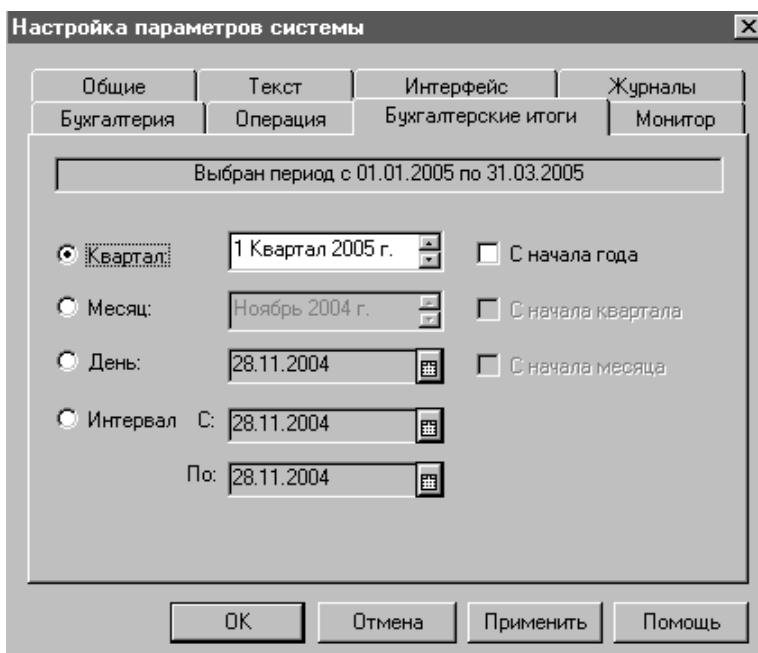 Настройка параметров системы
Общие Текст Интерфейс Журналы
Бухгалтерия Операция Бухгалтерские итоги Монитор
Выбран период с 01.01.2005 по 31.03.2005
Квартал: 1 Квартал 2005 г. С начала года
Месяц: Ноябрь 2004 г. С начала квартала
День: 28.11.2004 С начала месяца
Интервал С: 28.11.2004
По: 28.11.2004
OK Отмена Применить Помощь